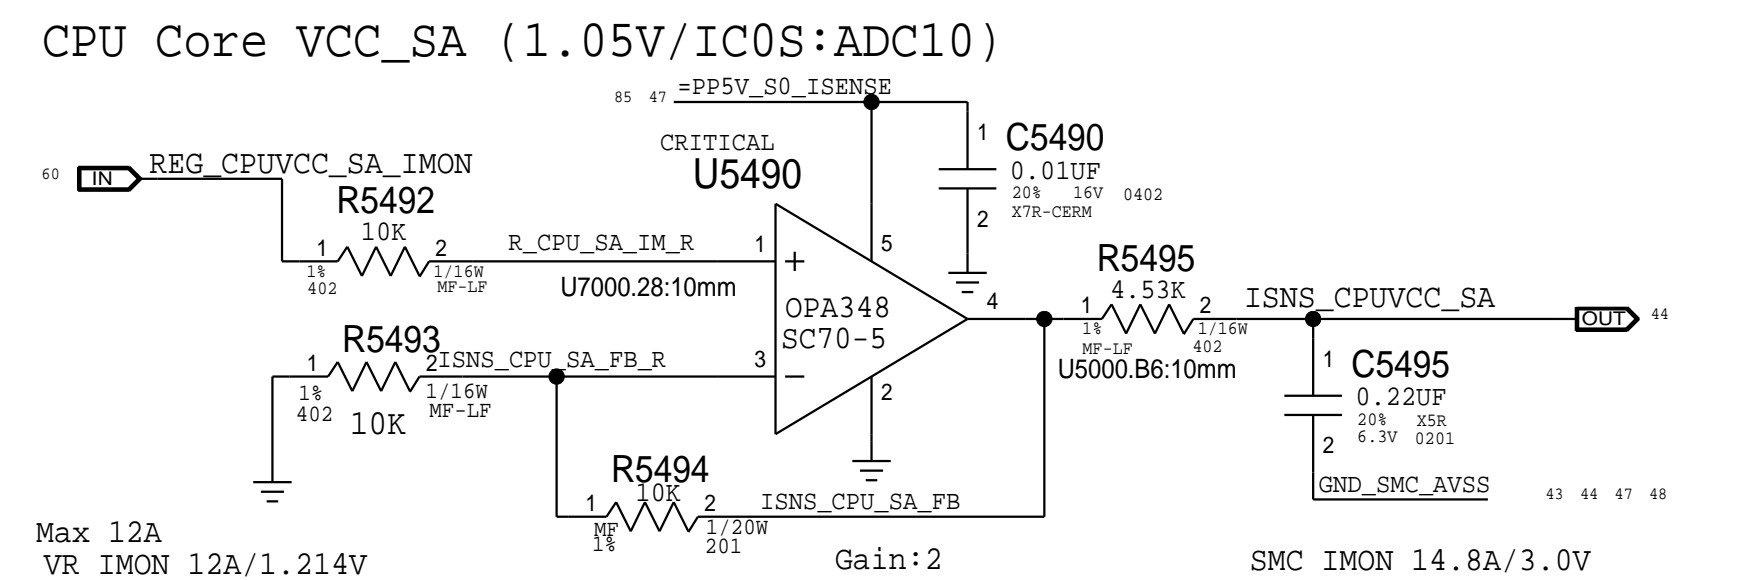 CPU Core VCC_SA (1.05V/IC0S:ADC10)
85 47 =PP5V_S0_ISENSE
CRITICAL
U5490
1 C5490
0.01UF
20% 16V 0402
X7R-CERM
2
60 IN REG_CPUVCC_SA_IMON
R5492
10K
1 2 R_CPU_SA_IM_R 1 + 5
1% 1/16W
402 MF-LF
U7000.28:10mm
OPA348
SC70-5
4
R5495
4.53K
1 2 ISNS_CPUVCC_SA OUT 44
1% 1/16W
MF-LF 402
U5000.B6:10mm
R5493
1 2 ISNS_CPU_SA_FB_R 3 - 2
1% 1/16W
402 MF-LF
10K
1 C5495
0.22UF
20% X5R
6.3V 0201
2
GND_SMC_AVSS 43 44 47 48
R5494
10K
1 2 ISNS_CPU_SA_FB
MF 1/20W
1% 201
Max 12A
VR IMON 12A/1.214V
Gain:2
SMC IMON 14.8A/3.0V